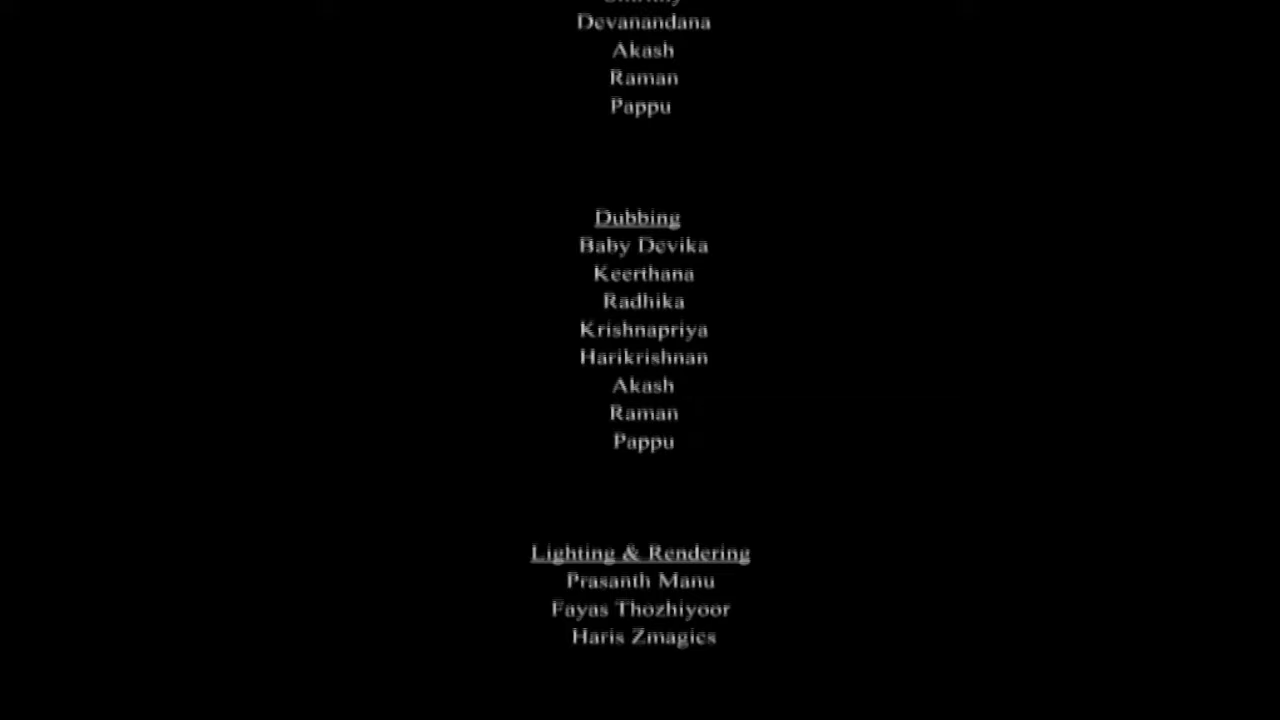 Devanandana
Akash
Raman
Pappu
Dubbing
Baby Devika
Keerthana
Radhika
Krishnapriya
Harikrishnan
Akash
Raman
Pappu
Lighting & Rendering
Prasanth Manu
Fayas Thozhiyoor
Haris Zmagics